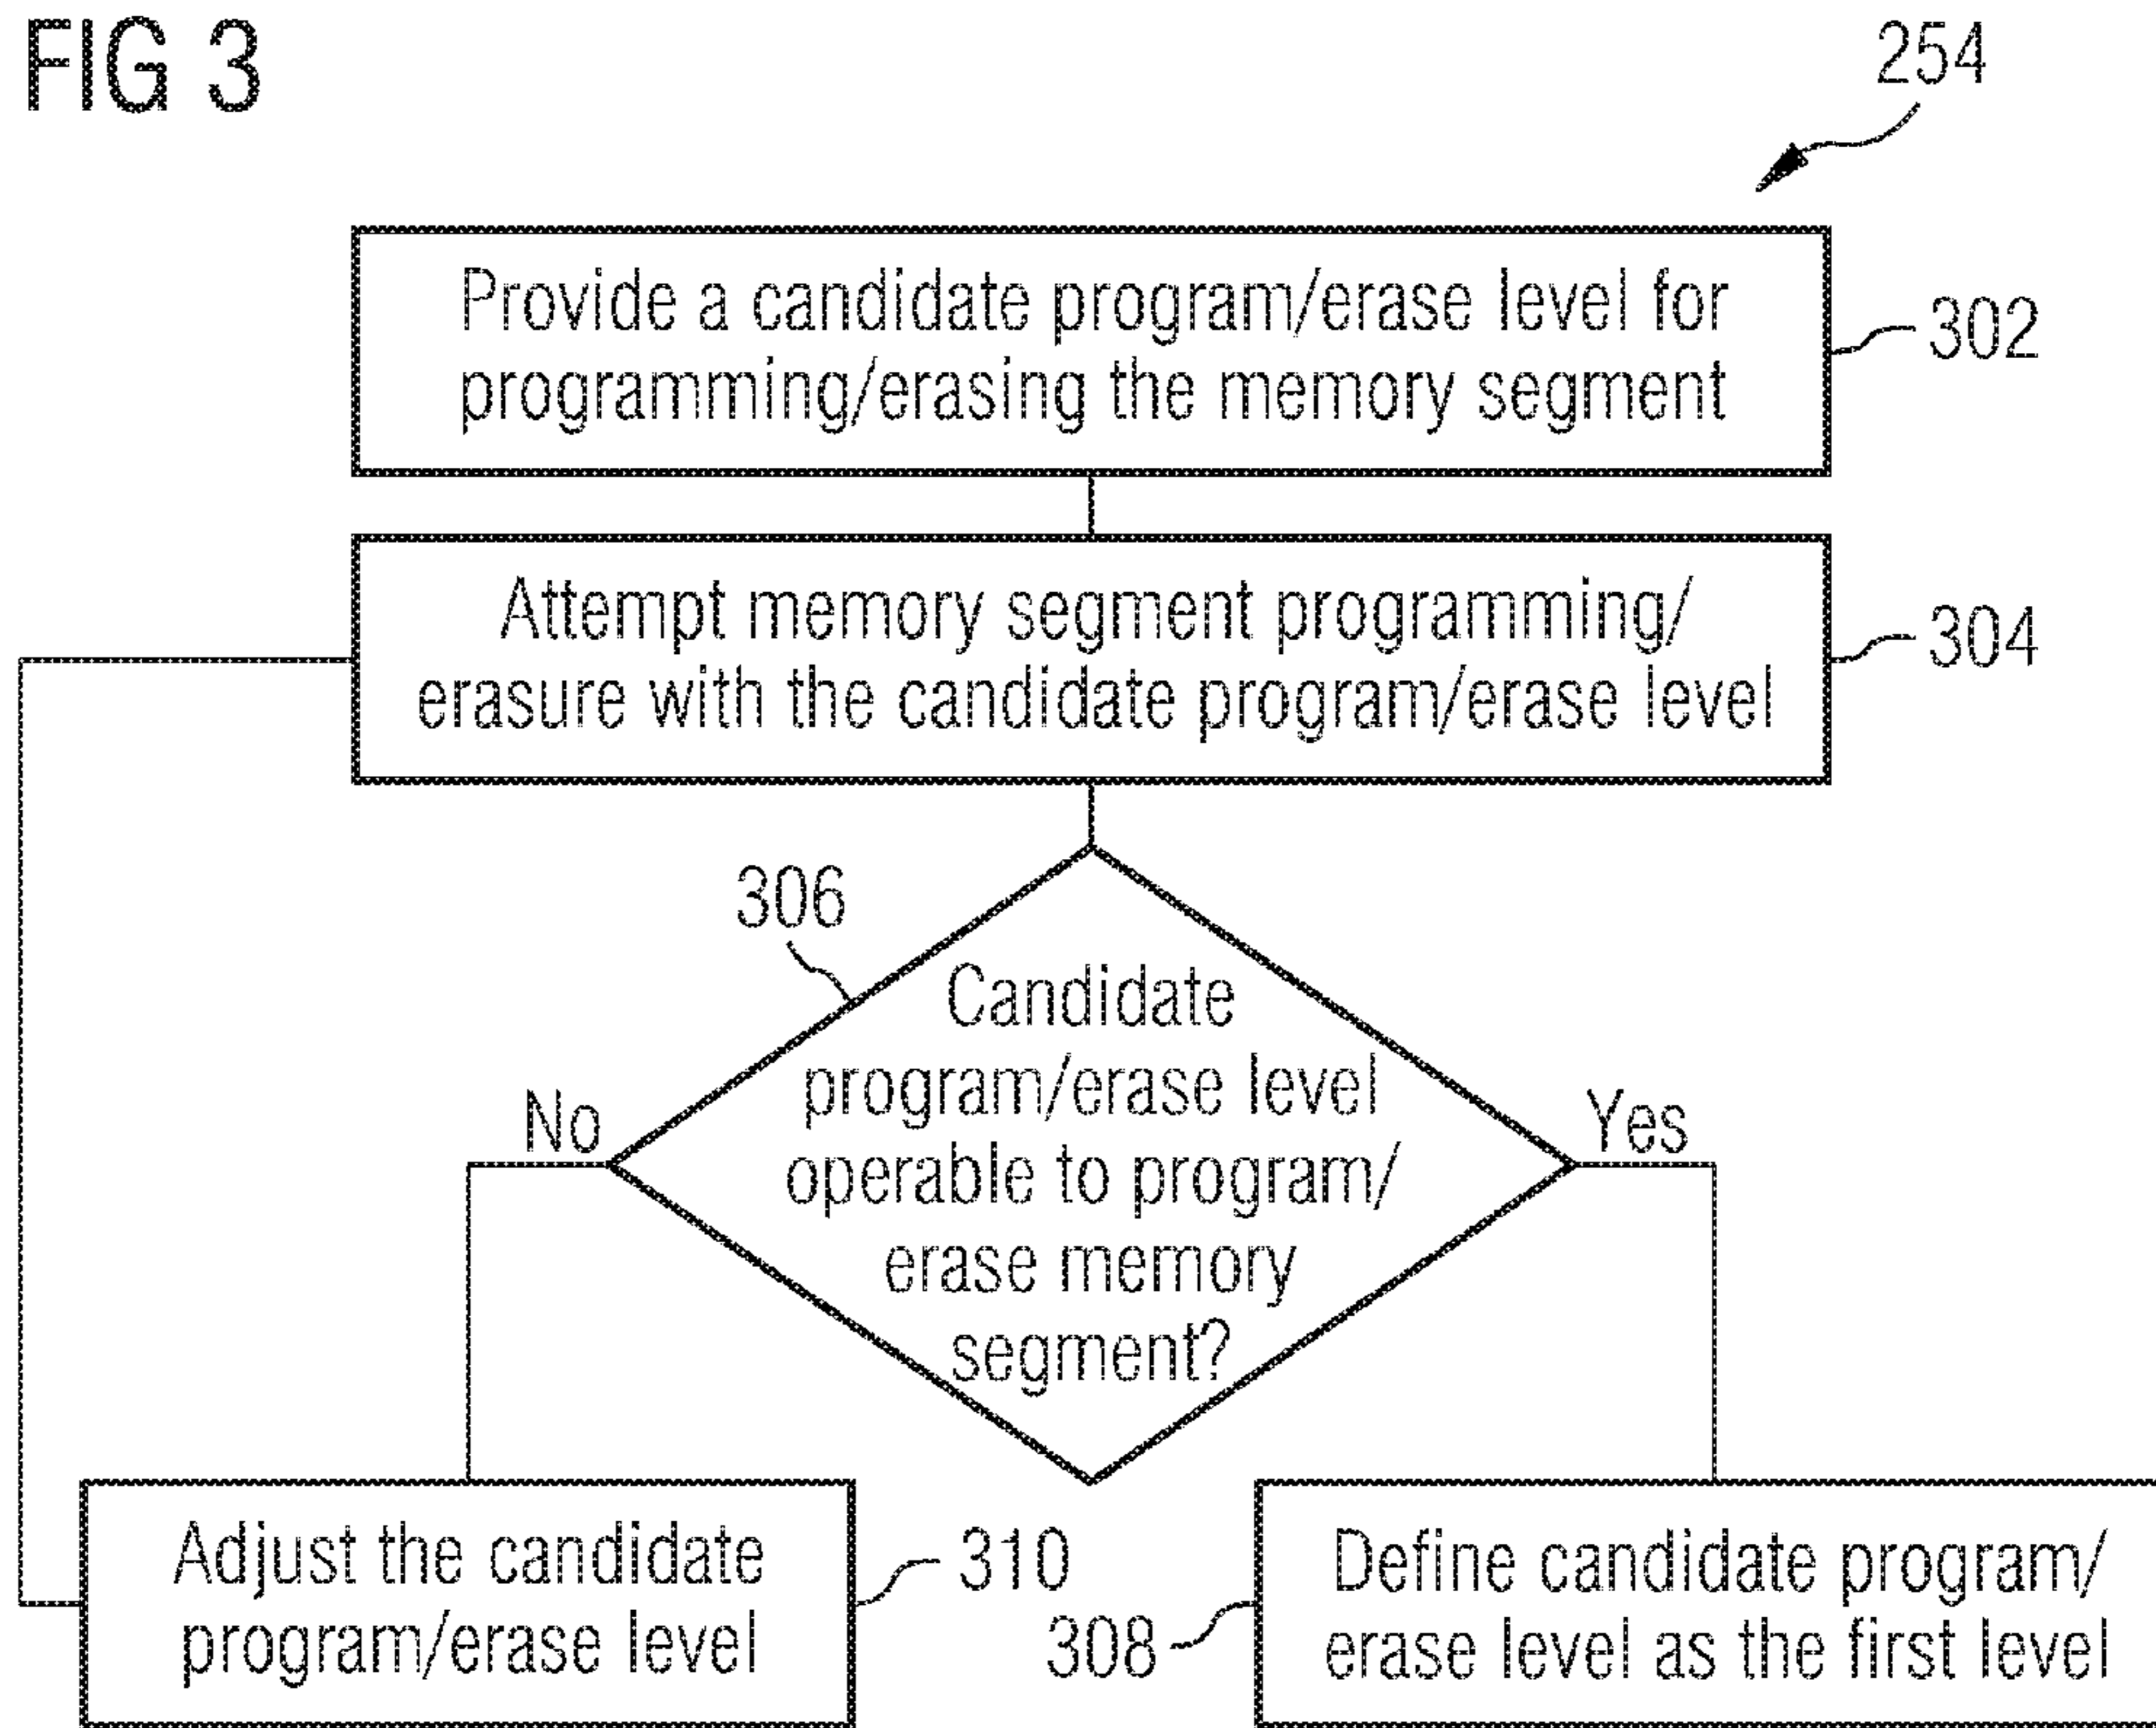 FIG 3
254
Provide a candidate program/erase level for
programming/erasing the memory segment
302
Attempt memory segment programming/
erasure with the candidate program/erase level
304
306
Candidate
program/erase level
operable to program/
erase memory
segment?
No
Yes
Adjust the candidate
program/erase level
310
308
Define candidate program/
erase level as the first level